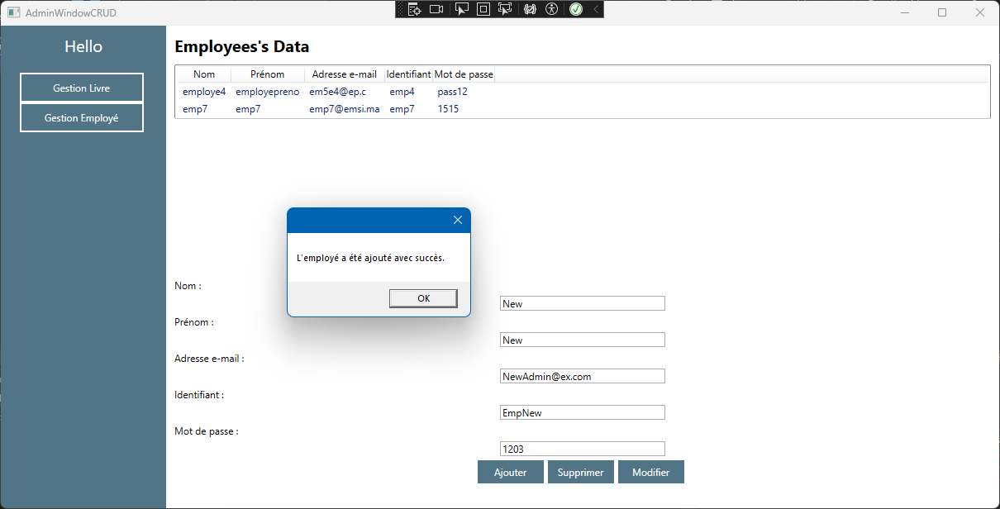 AdminWindowCRUD
Hello
Gestion Livre
Gestion Employé
Employees's Data
Nom Prénom Adresse e-mail Identifiant Mot de passe
employe4 employepreno em5e4@ep.c emp4 pass12
emp7 emp7 emp7@emsi.ma emp7 1515
L'employé a été ajouté avec succès.
OK
Nom :
New
Prénom :
New
Adresse e-mail :
NewAdmin@ex.com
Identifiant :
EmpNew
Mot de passe :
1203
Ajouter Supprimer Modifier